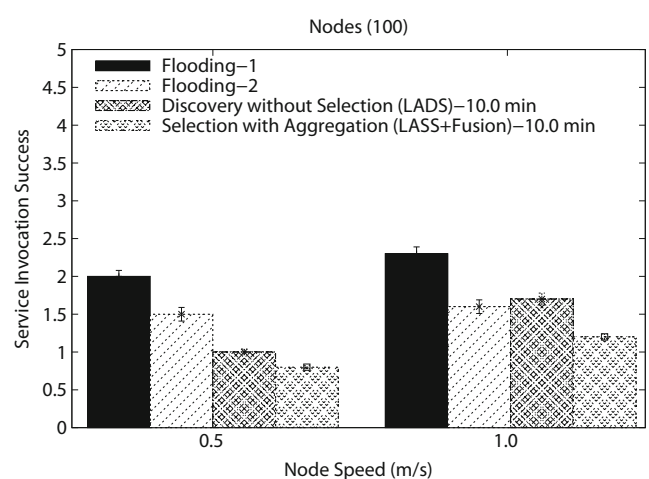 Nodes (100)
5
4.5
4
3.5
3
2.5
2
1.5
1
0.5
0
Service Invocation Success
Flooding−1
Flooding−2
Discovery without Selection (LADS)−10.0 min
Selection with Aggregation (LASS+Fusion)−10.0 min
0.5
1.0
Node Speed (m/s)